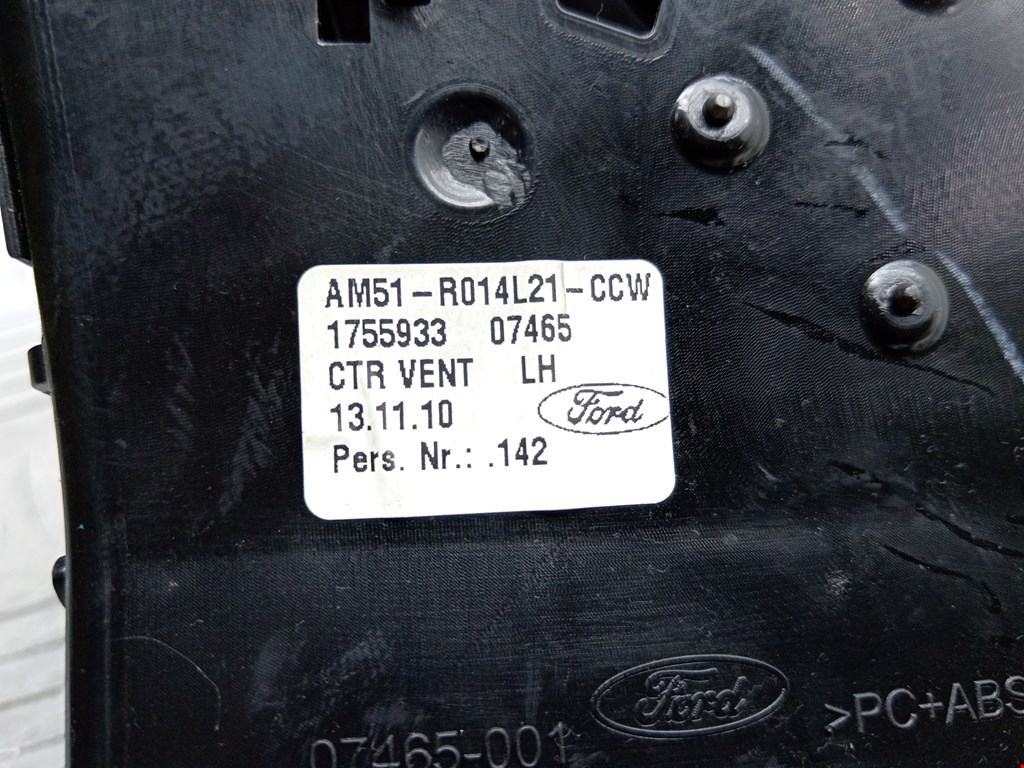 AM51-R014L21-CCW
1755933 07465
CTR VENT LH
13.11.10 Ford
Pers. Nr.: .142
Ford
>PC+ABS
07465-001